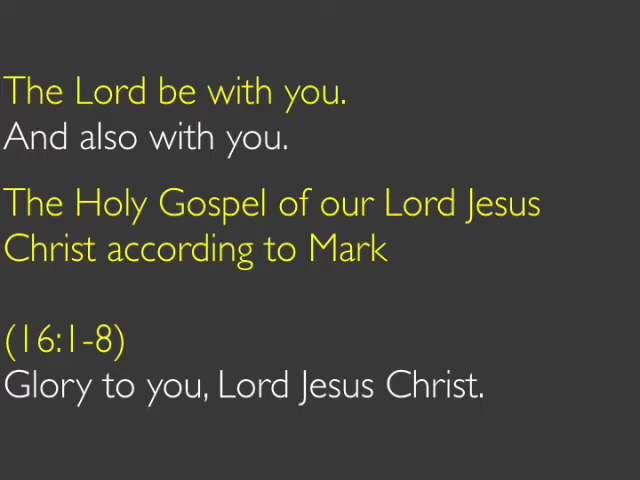 The Lord be with you.
And also with you.
The Holy Gospel of our Lord Jesus
Christ according to Mark
(16:1-8)
Glory to you, Lord Jesus Christ.